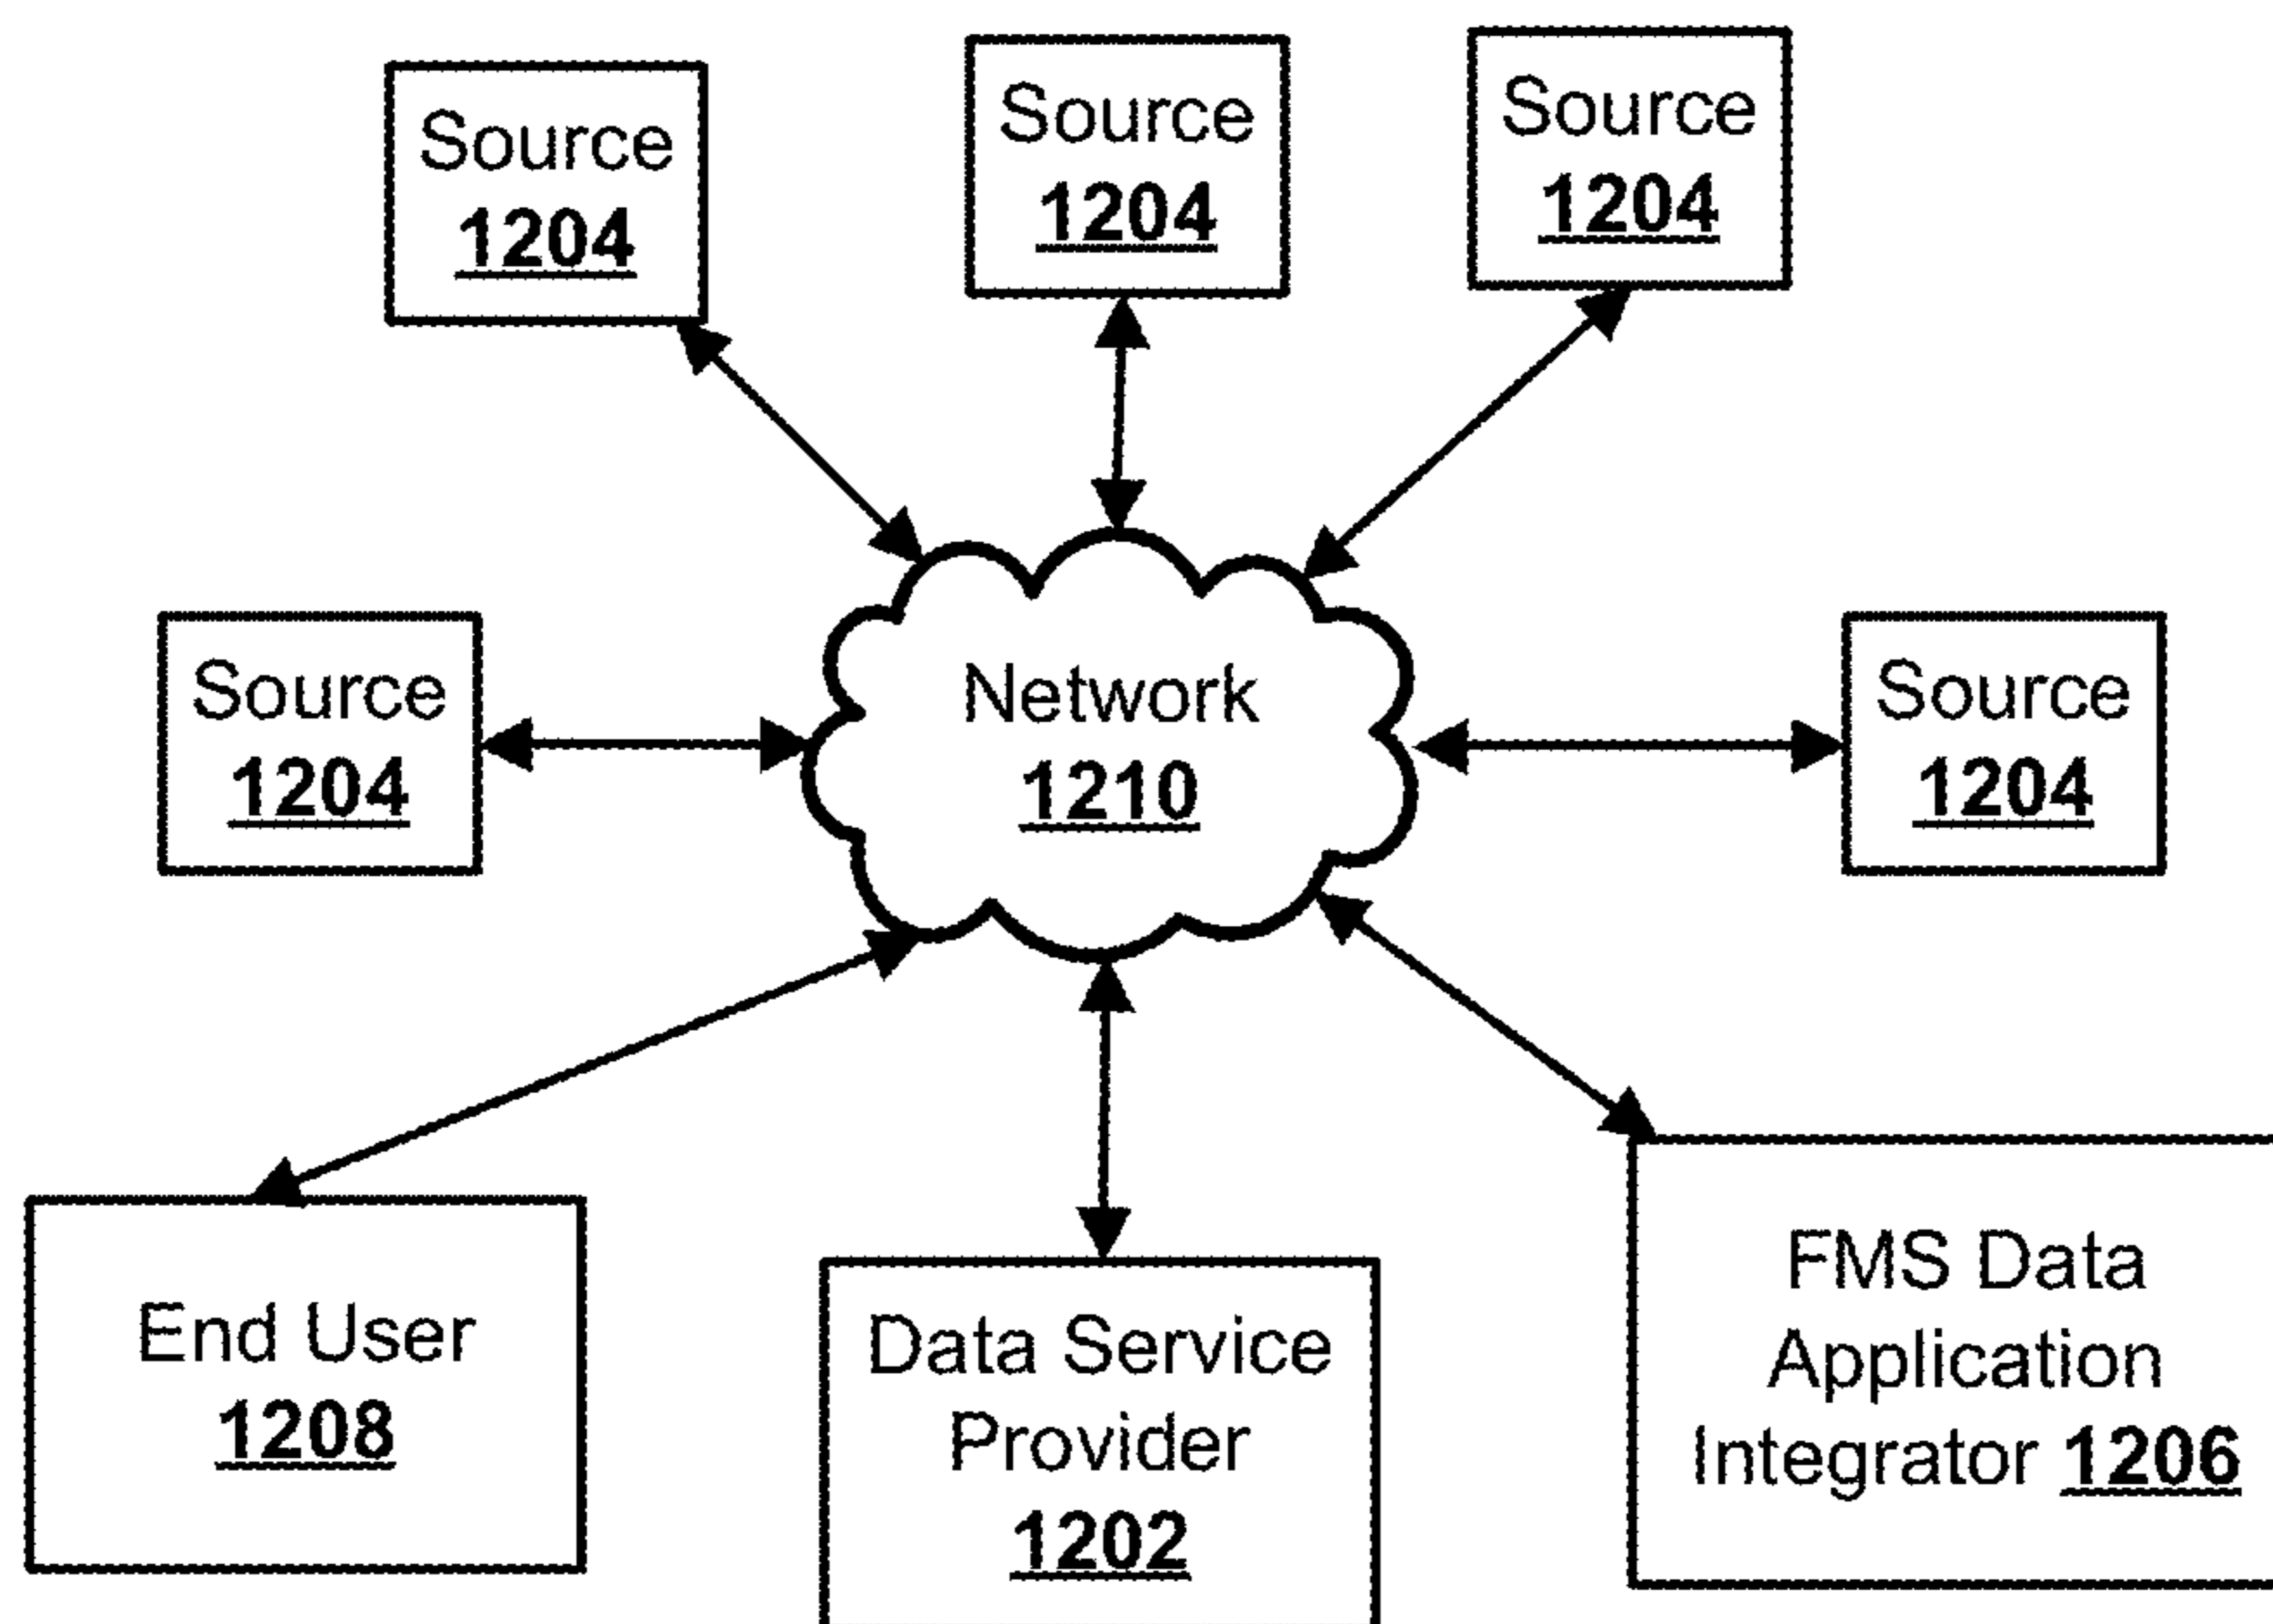 Source
1204
Source
1204
Source
1204
Source
1204
Network
1210
Source
1204
End User
1208
Data Service
Provider
1202
FMS Data
Application
Integrator 1206